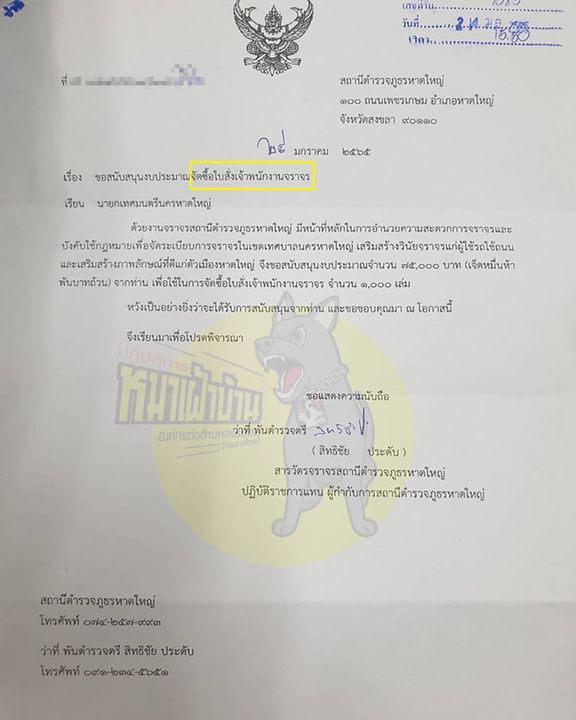 วันที่ 24 ม.ค. 2565
เวลา
ที่
สถานีตำรวจภูธรหาดใหญ่
๑๐๐ ถนนเพชรเกษม อำเภอหาดใหญ่
จังหวัดสงขลา ๙๐๑๑๐
๒๔ มกราคม ๒๕๖๕
เรื่อง ขอสนับสนุนงบประมาณจัดซื้อใบสั่งเจ้าพนักงานจราจร
เรียน นายกเทศมนตรีนครหาดใหญ่
ด้วยงานจราจรสถานีตำรวจภูธรหาดใหญ่ มีหน้าที่หลักในการอำนวยความสะดวกการจราจรและ
บังคับใช้กฎหมายเพื่อจัดระเบียบการจราจรในเขตเทศบาลนครหาดใหญ่ เสริมสร้างวินัยจราจรแก่ผู้ใช้รถใช้ถนน
และเสริมสร้างภาพลักษณ์ที่ดีแก่ตัวเมืองหาดใหญ่ จึงขอสนับสนุนงบประมาณจำนวน ๗๕,๐๐๐ บาท (เจ็ดหมื่นห้า
พันบาทถ้วน) จากท่าน เพื่อใช้ในการจัดซื้อใบสั่งเจ้าพนักงานจราจร จำนวน ๑,๐๐๐ เล่ม
หวังเป็นอย่างยิ่งว่าจะได้รับการสนับสนุนจากท่าน และขอขอบคุณมา ณ โอกาสนี้
จึงเรียนมาเพื่อโปรดพิจารณา
ปฏิบัติการ
หมาเฝ้าบ้าน
องค์กรต่อต้านคอร์รัปชัน
(ประเทศไทย)
ขอแสดงความนับถือ
ว่าที่ พันตำรวจตรี
( สิทธิชัย ประดับ )
สารวัตรจราจรสถานีตำรวจภูธรหาดใหญ่
ปฏิบัติราชการแทน ผู้กำกับการสถานีตำรวจภูธรหาดใหญ่
สถานีตำรวจภูธรหาดใหญ่
โทรศัพท์ ๐๗๔-๒๕๗-๙๙๓
ว่าที่ พันตำรวจตรี สิทธิชัย ประดับ
โทรศัพท์ ๐๙๑-๒๓๔-๕๖๕๑